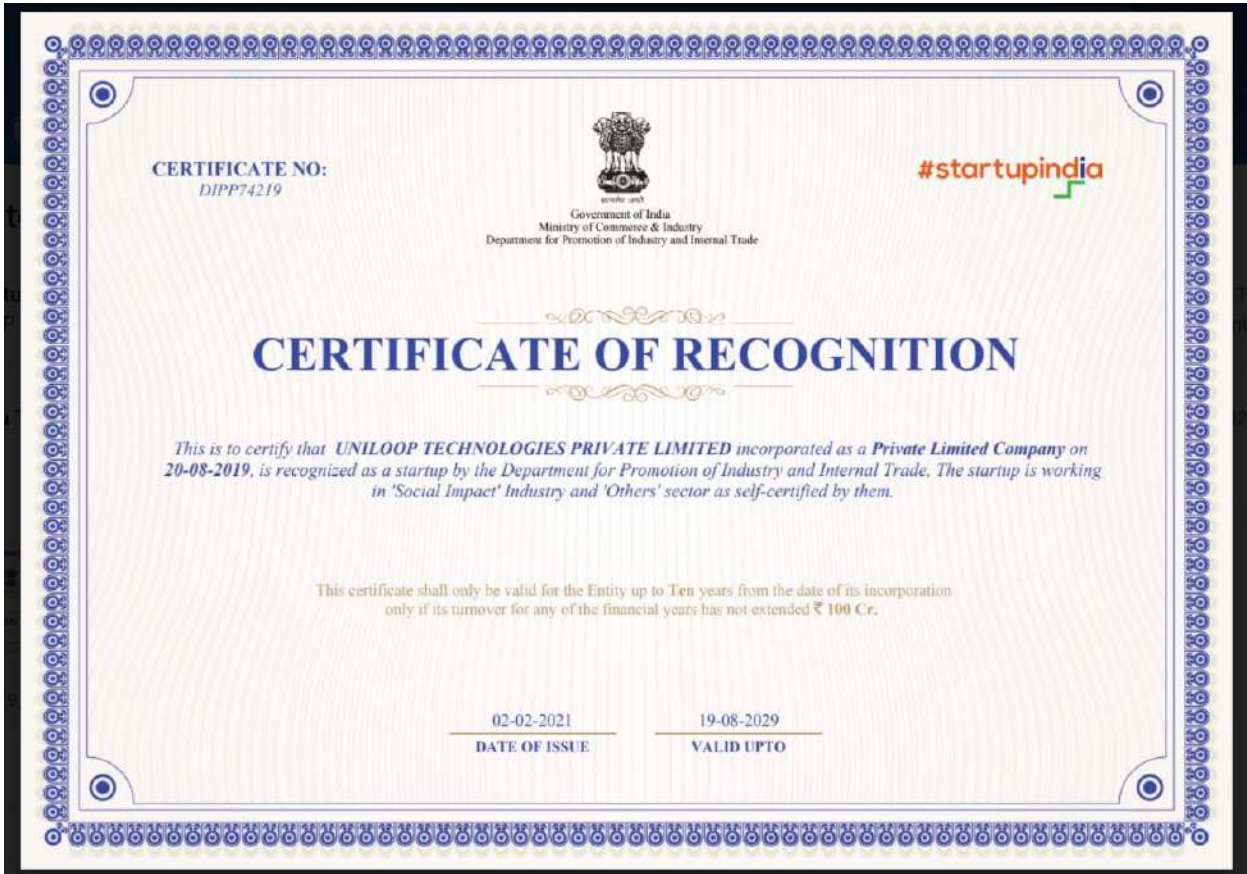 CERTIFICATE NO:
DIPP74219
#startupindia
सत्यमेव जयते
Government of India
Ministry of Commerce & Industry
Department for Promotion of Industry and Internal Trade
CERTIFICATE OF RECOGNITION
This is to certify that UNILOOP TECHNOLOGIES PRIVATE LIMITED incorporated as a Private Limited Company on
20-08-2019, is recognized as a startup by the Department for Promotion of Industry and Internal Trade. The startup is working
in 'Social Impact' Industry and 'Others' sector as self-certified by them.
This certificate shall only be valid for the Entity up to Ten years from the date of its incorporation
only if its turnover for any of the financial years has not extended ₹ 100 Cr.
02-02-2021
19-08-2029
DATE OF ISSUE
VALID UPTO